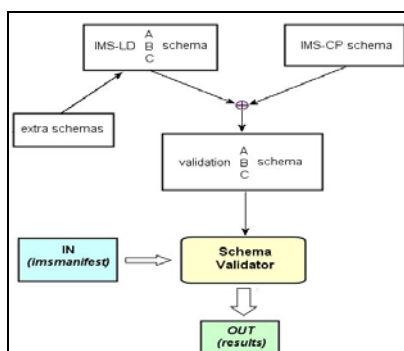 A
IMS-LD B schema
C
IMS-CP schema
extra schemas
A
validation B schema
C
IN
(imsmanifest)
Schema
Validator
OUT
(results)